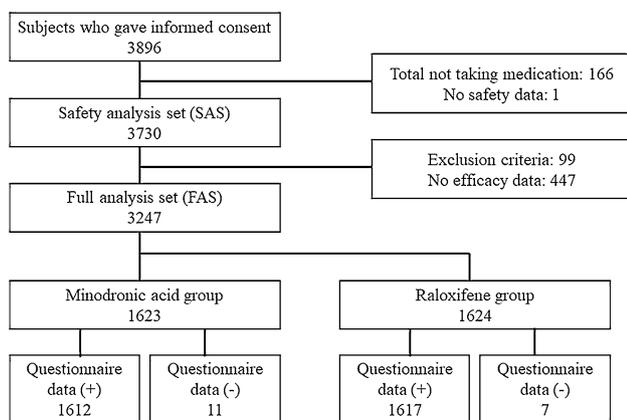 Subjects who gave informed consent
3896
Total not taking medication: 166
No safety data: 1
Safety analysis set (SAS)
3730
Exclusion criteria: 99
No efficacy data: 447
Full analysis set (FAS)
3247
Minodronic acid group
1623
Raloxifene group
1624
Questionnaire
data (+)
1612
Questionnaire
data (-)
11
Questionnaire
data (+)
1617
Questionnaire
data (-)
7